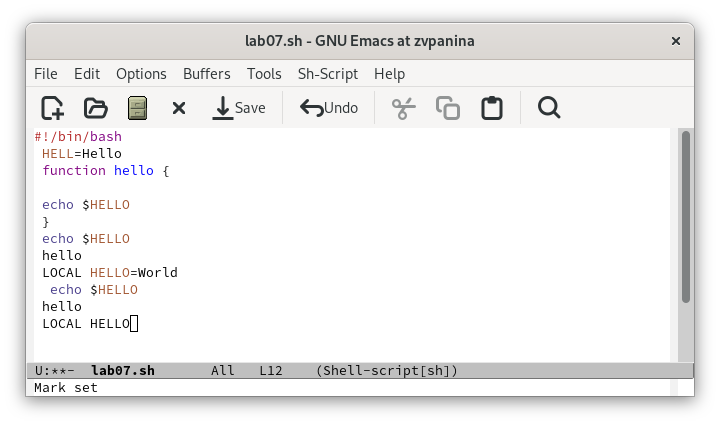 lab07.sh - GNU Emacs at zvpanina
File Edit Options Buffers Tools Sh-Script Help
Save Undo
#!/bin/bash
HELL=Hello
function hello {
echo $HELLO
}
echo $HELLO
hello
LOCAL HELLO=World
echo $HELLO
hello
LOCAL HELLO
U:**- lab07.sh All L12 (Shell-script[sh])
Mark set